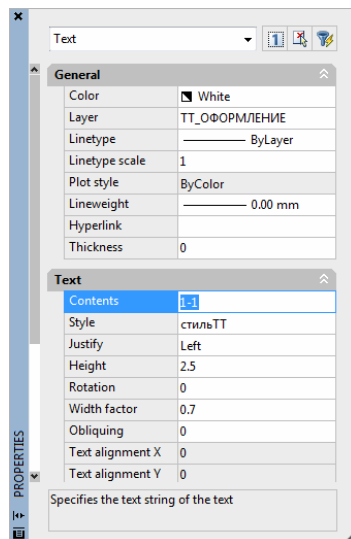 Text
1
General
Color White
Layer ТТ_ОФОРМЛЕНИЕ
Linetype ByLayer
Linetype scale 1
Plot style ByColor
Lineweight 0.00 mm
Hyperlink
Thickness 0
Text
Contents 1-1
Style стильТТ
Justify Left
Height 2.5
Rotation 0
Width factor 0.7
Obliquing 0
Text alignment X 0
Text alignment Y 0
Specifies the text string of the text
PROPERTIES